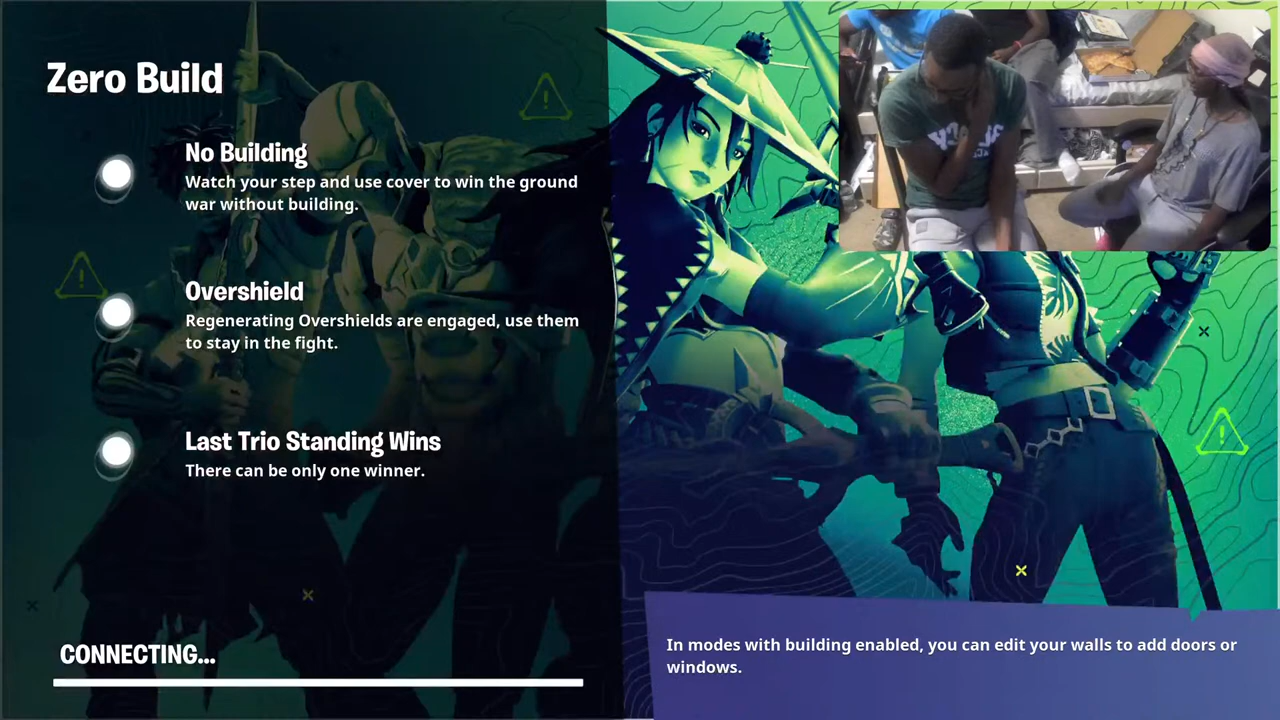 Zero Build
No Building
Watch your step and use cover to win the ground
war without building.
Overshield
Regenerating Overshields are engaged, use them
to stay in the fight.
Last Trio Standing Wins
There can be only one winner.
CONNECTING...
In modes with building enabled, you can edit your walls to add doors or
windows.